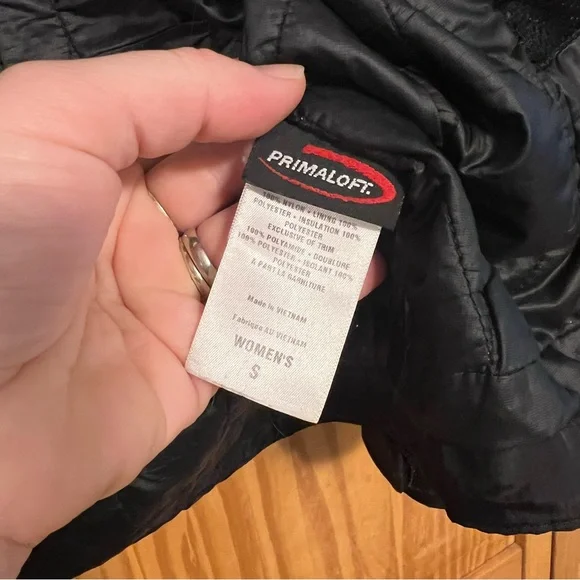 PRIMALOFT.
100% NYLON • LINING 100%
POLYESTER • INSULATION 100%
POLYESTER
EXCLUSIVE OF TRIM
100% POLYAMIDE • DOUBLURE
100% POLYESTER • ISOLANT 100%
POLYESTER
À PART LA GARNITURE
Made in VIETNAM
Fabriqué AU VIETNAM
WOMEN'S
S